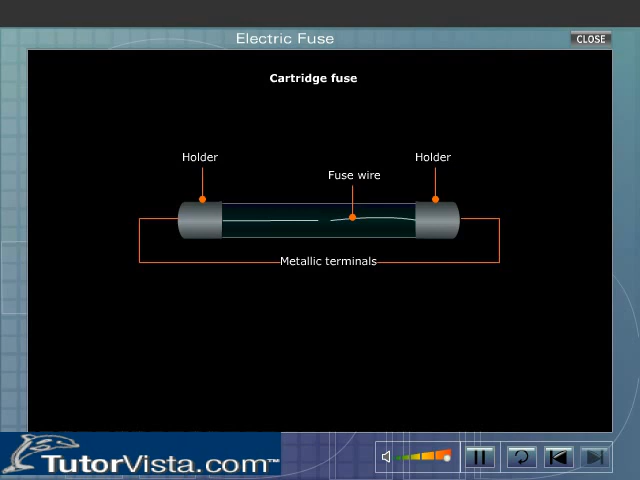 Electric Fuse
CLOSE
Cartridge fuse
Holder
Holder
Fuse wire
Metallic terminals
TutorVista.com™